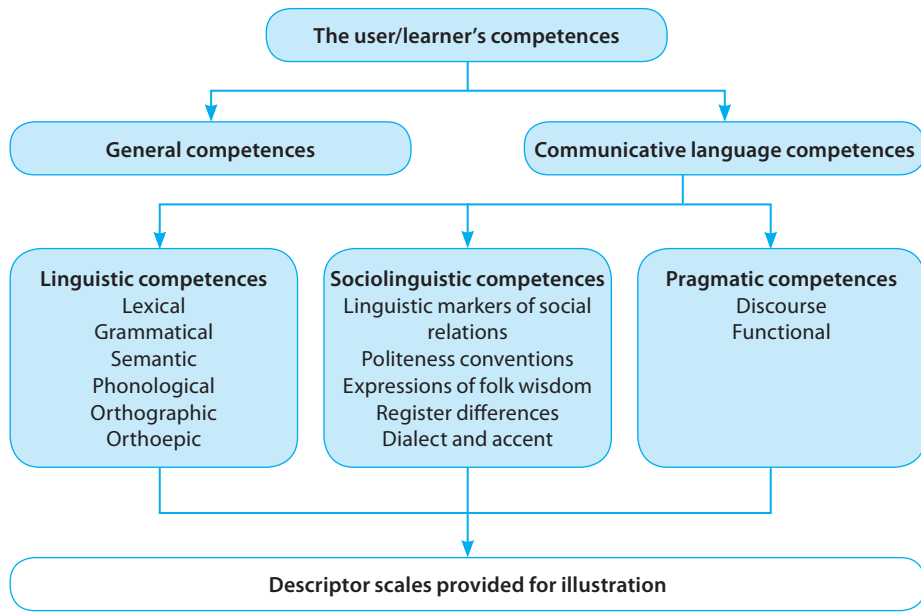 The user/learner's competences
General competences
Communicative language competences
Linguistic competences
Lexical
Grammatical
Semantic
Phonological
Orthographic
Orthoepic
Sociolinguistic competences
Linguistic markers of social
relations
Politeness conventions
Expressions of folk wisdom
Register differences
Dialect and accent
Pragmatic competences
Discourse
Functional
Descriptor scales provided for illustration